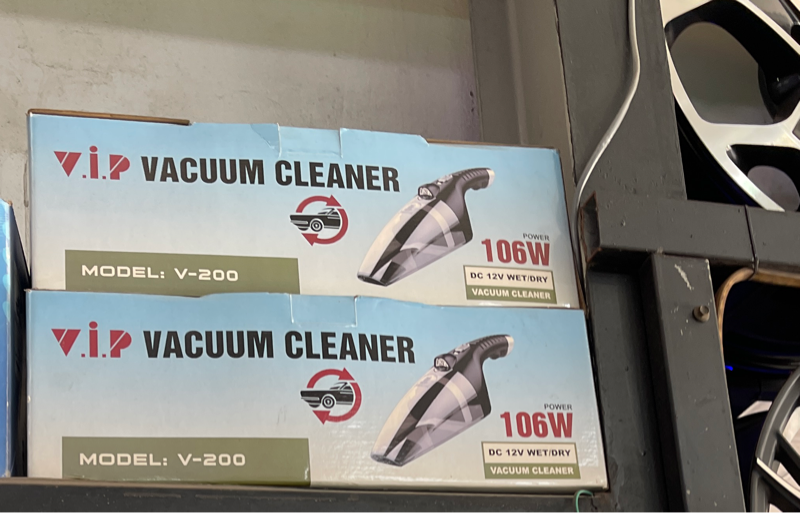 V.i.P VACUUM CLEANER
POWER
106W
MODEL: V-200
DC 12V WET/DRY
VACUUM CLEANER
V.i.P VACUUM CLEANER
POWER
106W
MODEL: V-200
DC 12V WET/DRY
VACUUM CLEANER